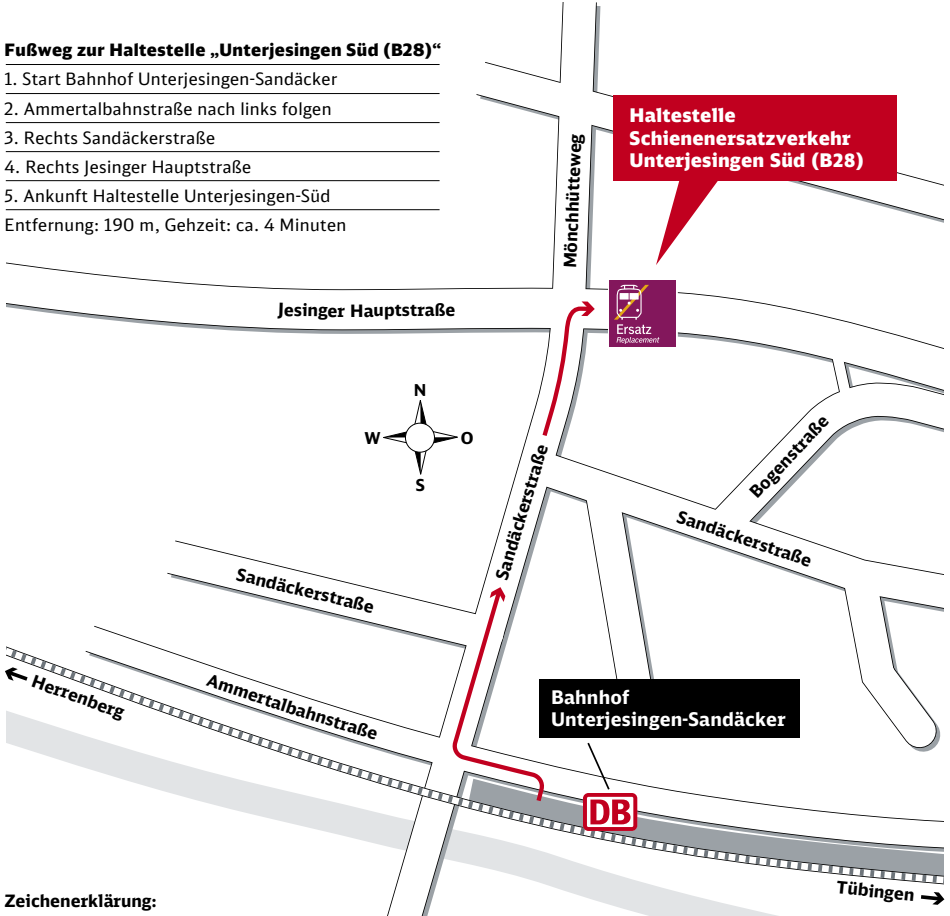 Fußweg zur Haltestelle „Unterjesingen Süd (B28)“
1. Start Bahnhof Unterjesingen-Sandäcker
2. Ammertalbahnstraße nach links folgen
3. Rechts Sandäckerstraße
4. Rechts Jesinger Hauptstraße
5. Ankunft Haltestelle Unterjesingen-Süd
Entfernung: 190 m, Gehzeit: ca. 4 Minuten
Haltestelle
Schienenersatzverkehr
Unterjesingen Süd (B28)
Mönchhütteweg
Jesinger Hauptstraße
Ersatz
Replacement
N
W
O
S
Bogenstraße
Sandäckerstraße
Sandäckerstraße
Sandäckerstraße
Ammertalbahnstraße
Herrenberg
Bahnhof
Unterjesingen-Sandäcker
DB
Tübingen
Zeichenerklärung: